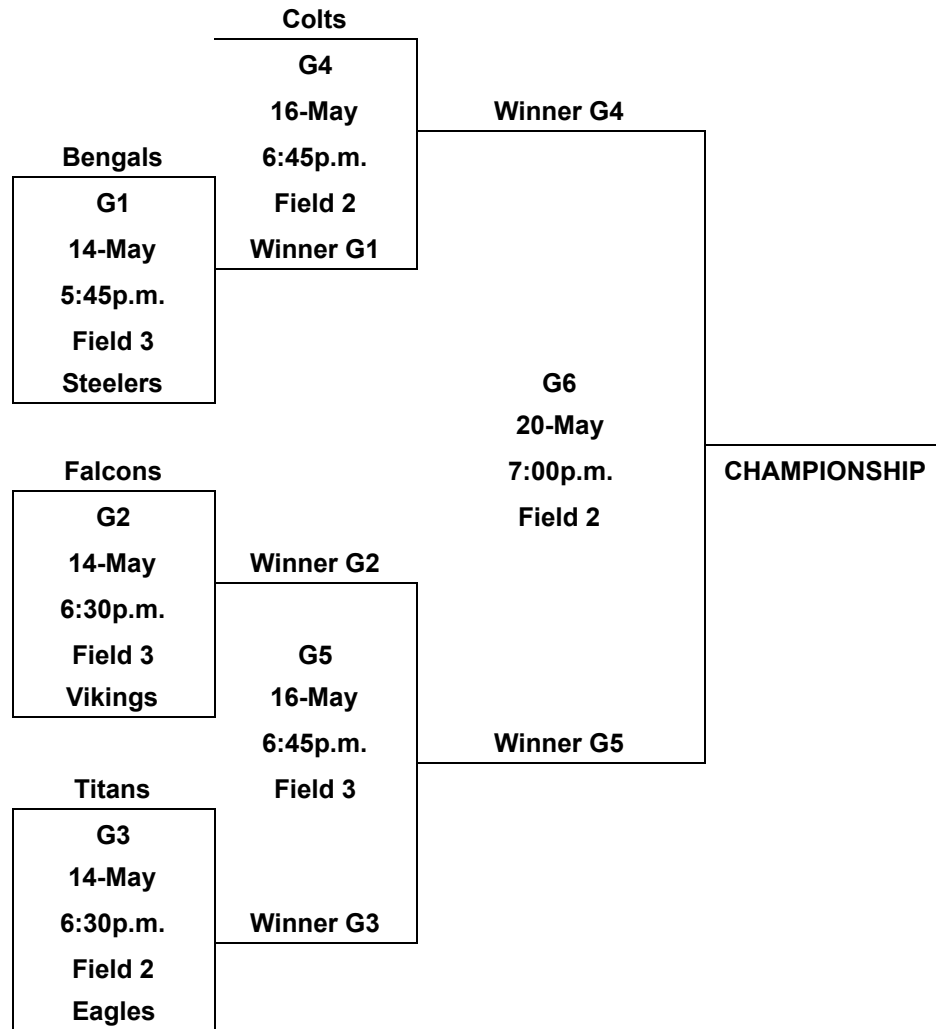 Colts
G4
16-May
6:45p.m.
Field 2
Winner G1
Winner G4
Bengals
G1
14-May
5:45p.m.
Field 3
Steelers
G6
20-May
7:00p.m.
Field 2
CHAMPIONSHIP
Falcons
G2
14-May
6:30p.m.
Field 3
Vikings
Winner G2
G5
16-May
6:45p.m.
Field 3
Winner G5
Titans
G3
14-May
6:30p.m.
Field 2
Eagles
Winner G3